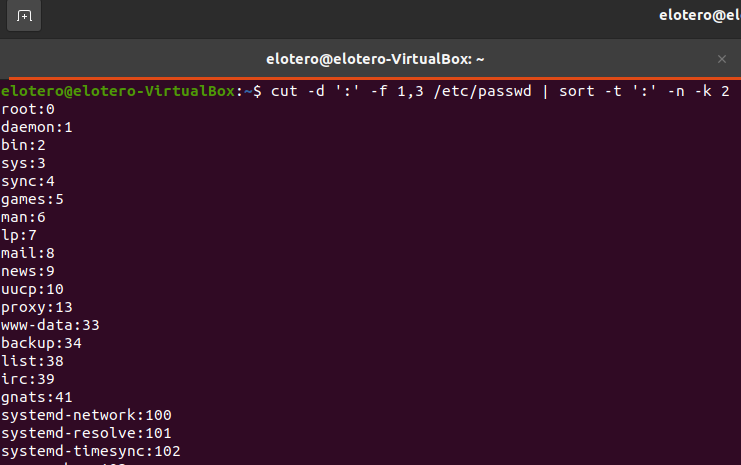 elotero@el
elotero@elotero-VirtualBox: ~
elotero@elotero-VirtualBox:~$ cut -d ':' -f 1,3 /etc/passwd | sort -t ':' -n -k 2
root:0
daemon:1
bin:2
sys:3
sync:4
games:5
man:6
lp:7
mail:8
news:9
uucp:10
proxy:13
www-data:33
backup:34
list:38
irc:39
gnats:41
systemd-network:100
systemd-resolve:101
systemd-timesync:102